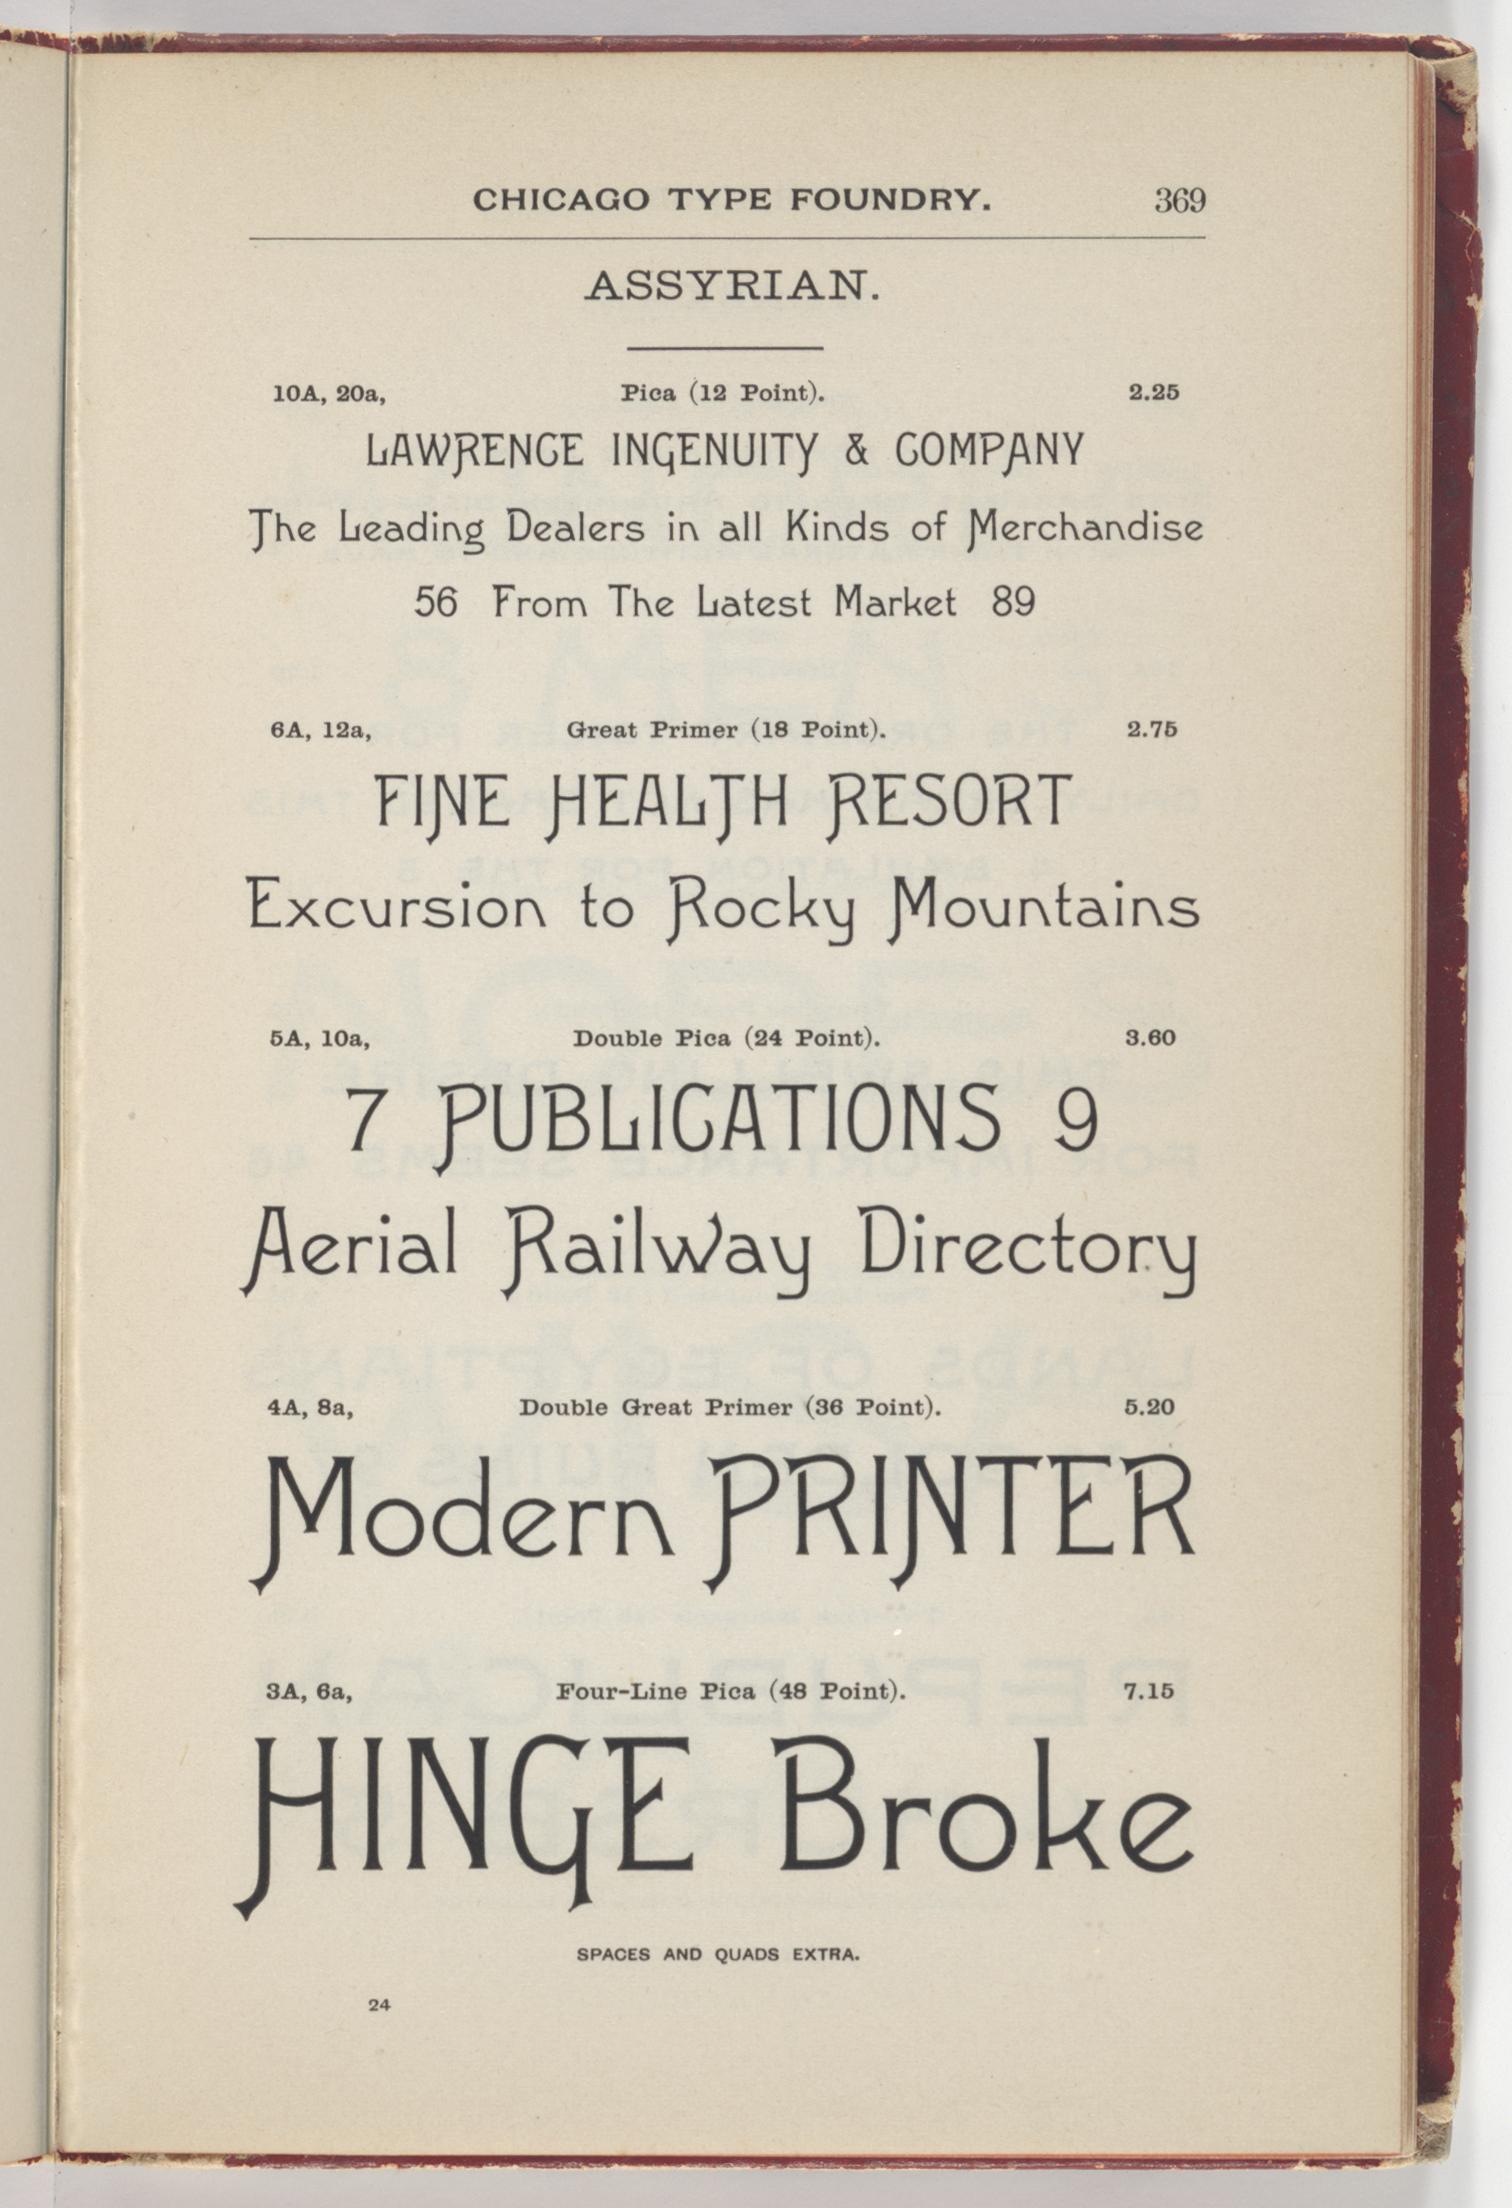 CHICAGO TYPE FOUNDRY. 369
ASSYRIAN.
10A, 20a, Pica (12 Point). 2.25
LAWRENCE INGENUITY & COMPANY
The Leading Dealers in all Kinds of Merchandise
56 From The Latest Market 89
6A, 12a, Great Primer (18 Point). 2.75
FINE HEALTH RESORT
Excursion to Rocky Mountains
5A, 10a, Double Pica (24 Point). 3.60
7 PUBLICATIONS 9
Aerial Railway Directory
4A, 8a, Double Great Primer (36 Point). 5.20
Modern PRINTER
3A, 6a, Four-Line Pica (48 Point). 7.15
HINGE Broke
SPACES AND QUADS EXTRA.
24